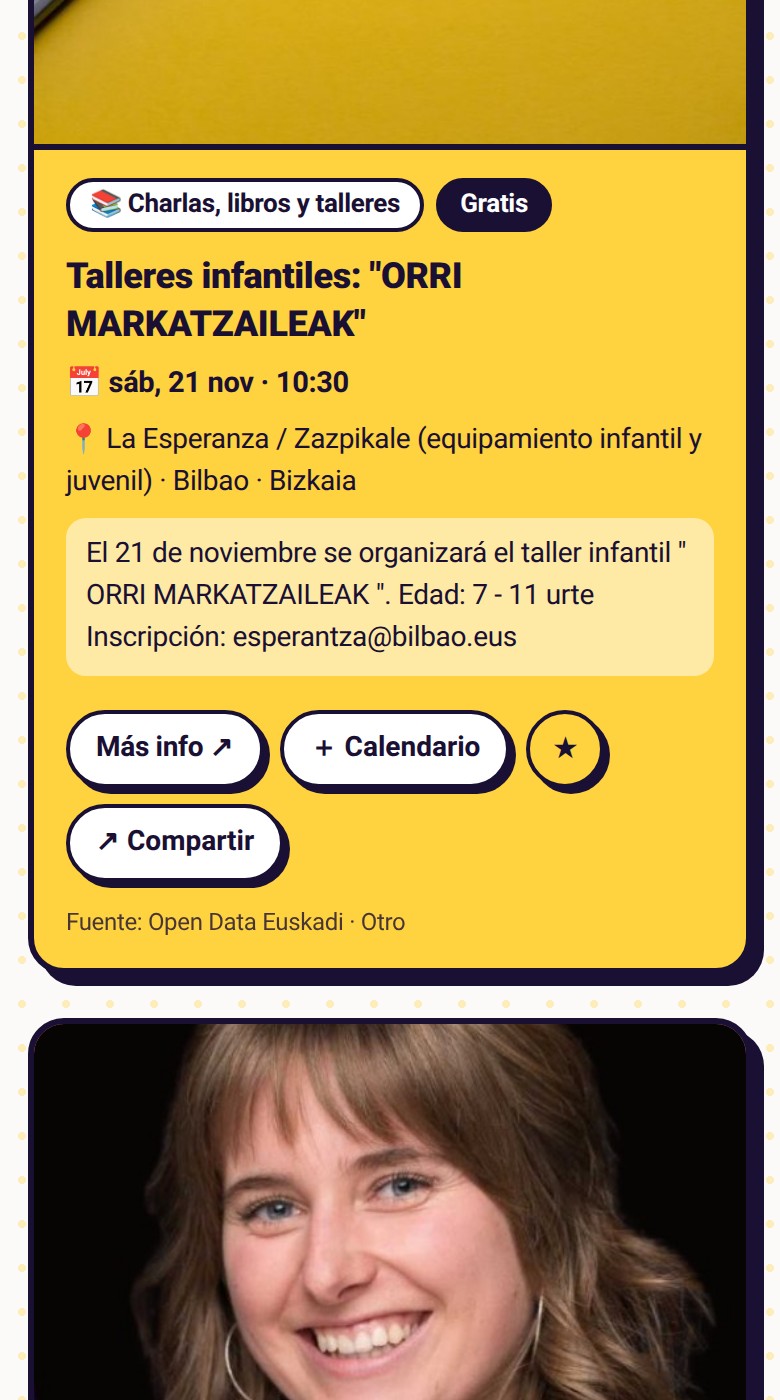 📚 Charlas, libros y talleres
Gratis
Talleres infantiles: "ORRI
MARKATZAILEAK"
📅 sáb, 21 nov · 10:30
📍 La Esperanza / Zazpikale (equipamiento infantil y
juvenil) · Bilbao · Bizkaia
El 21 de noviembre se organizará el taller infantil "
ORRI MARKATZAILEAK ". Edad: 7 - 11 urte
Inscripción: esperantza@bilbao.eus
Más info ↗
+ Calendario
★
↗ Compartir
Fuente: Open Data Euskadi · Otro